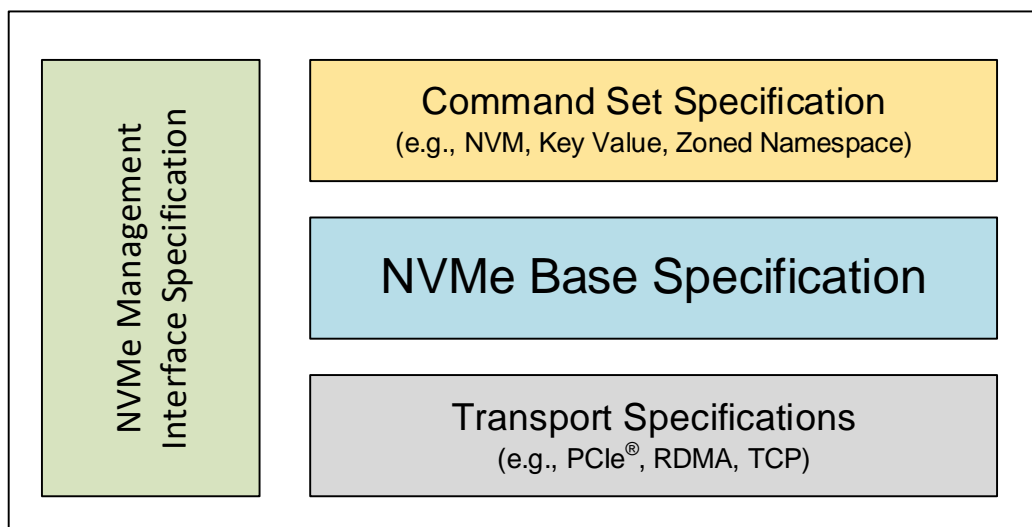 NVMe Management
Interface Specification
Command Set Specification
(e.g., NVM, Key Value, Zoned Namespace)
NVMe Base Specification
Transport Specifications
(e.g., PCIe®, RDMA, TCP)